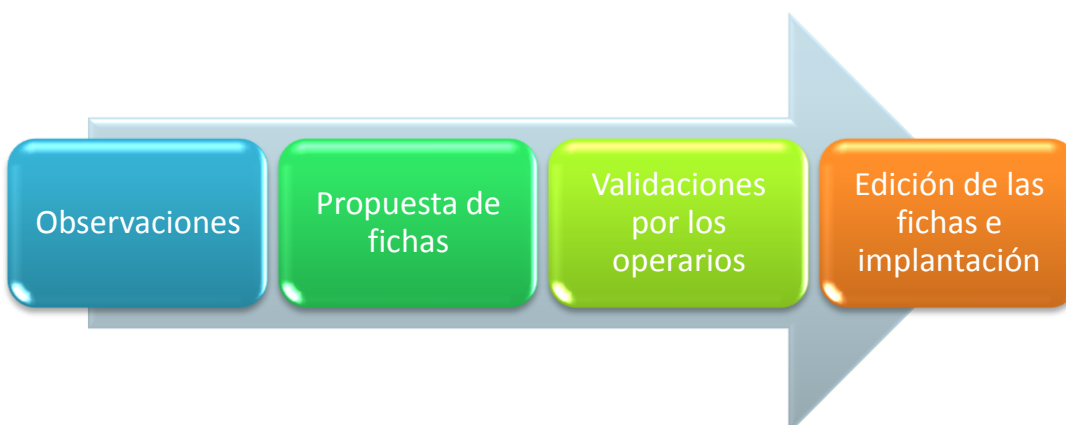 Observaciones
Propuesta de
fichas
Validaciones
por los
operarios
Edición de las
fichas e
implantación